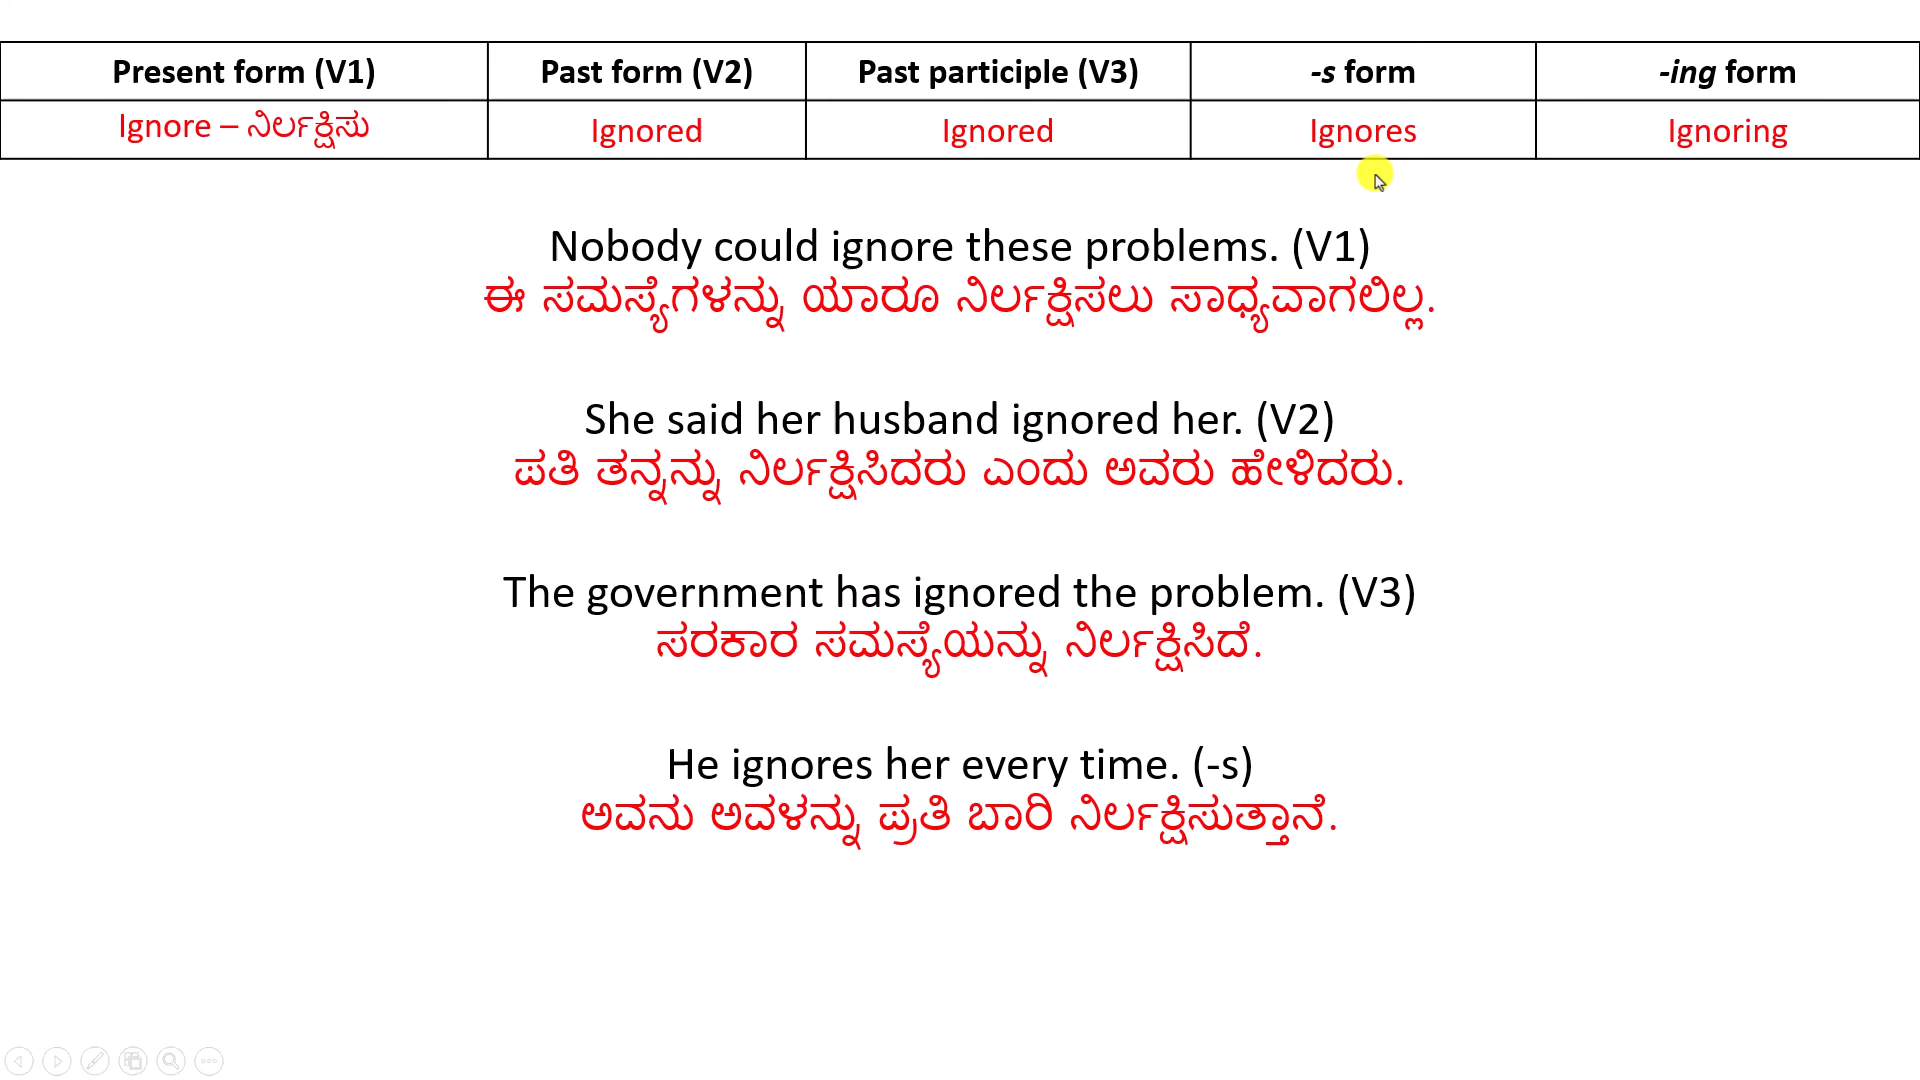 Present form (V1) Past form (V2) Past participle (V3) -s form -ing form
Ignore – ನಿರ್ಲಕ್ಷಿಸು Ignored Ignored Ignores Ignoring
Nobody could ignore these problems. (V1)
ಈ ಸಮಸ್ಯೆಗಳನ್ನು ಯಾರೂ ನಿರ್ಲಕ್ಷಿಸಲು ಸಾಧ್ಯವಾಗಲಿಲ್ಲ.
She said her husband ignored her. (V2)
ಪತಿ ತನ್ನನ್ನು ನಿರ್ಲಕ್ಷಿಸಿದರು ಎಂದು ಅವರು ಹೇಳಿದರು.
The government has ignored the problem. (V3)
ಸರಕಾರ ಸಮಸ್ಯೆಯನ್ನು ನಿರ್ಲಕ್ಷಿಸಿದೆ.
He ignores her every time. (-s)
ಅವನು ಅವಳನ್ನು ಪ್ರತಿ ಬಾರಿ ನಿರ್ಲಕ್ಷಿಸುತ್ತಾನೆ.